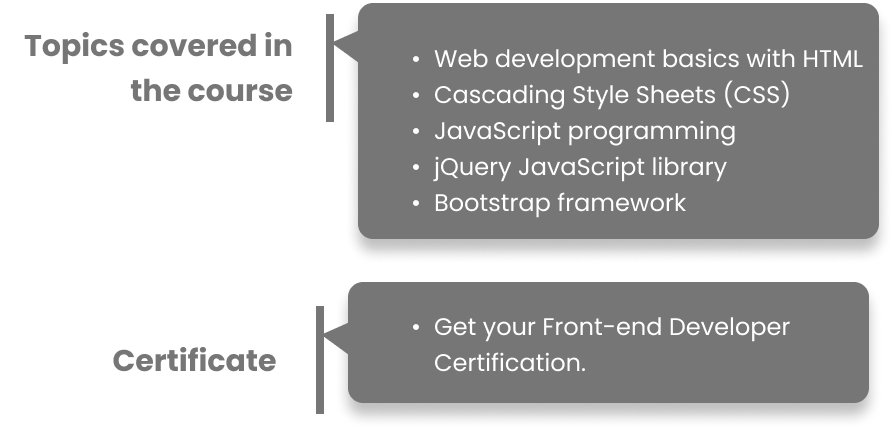 Topics covered in
the course
• Web development basics with HTML
• Cascading Style Sheets (CSS)
• JavaScript programming
• jQuery JavaScript library
• Bootstrap framework
Certificate
• Get your Front-end Developer
Certification.